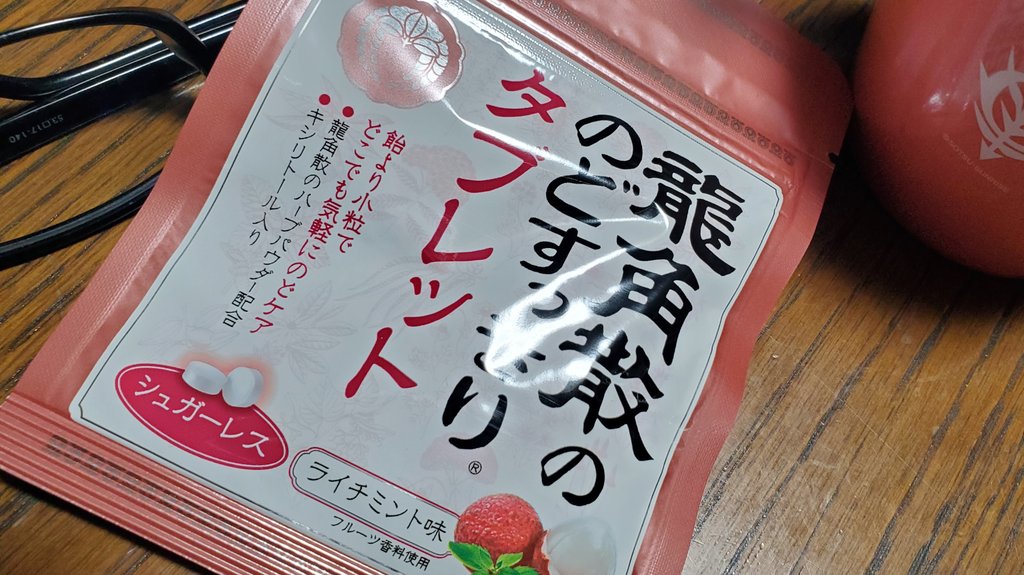 龍角散の
のどすっきり®
タブレット
飴より小粒で
どこでも気軽にのどケア
龍角散のハーブパウダー配合
キシリトール入り
シュガーレス
ライチミント味
フルーツ香料使用
53□17-140